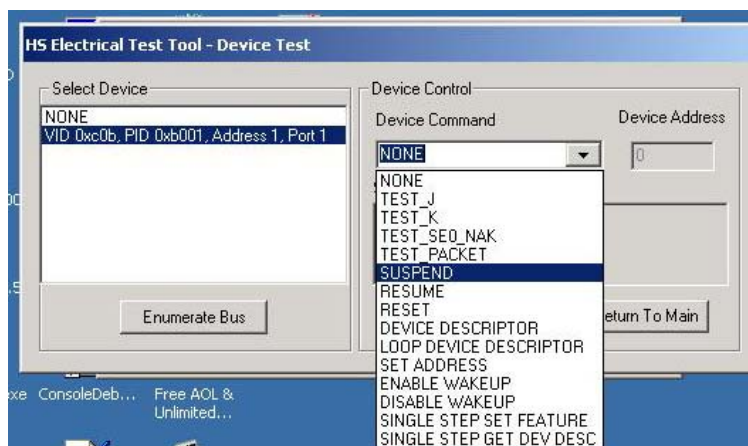 HS Electrical Test Tool - Device Test
Select Device
NONE
VID 0xc0b, PID 0xb001, Address 1, Port 1
Enumerate Bus
Device Control
Device Command
Device Address
NONE
0
NONE
TEST_J
TEST_K
TEST_SE0_NAK
TEST_PACKET
SUSPEND
RESUME
RESET
DEVICE DESCRIPTOR
LOOP DEVICE DESCRIPTOR
SET ADDRESS
ENABLE WAKEUP
DISABLE WAKEUP
SINGLE STEP SET FEATURE
SINGLE STEP GET DEV DESC
eturn To Main
xe
ConsoleDeb...
Free AOL &
Unlimited...